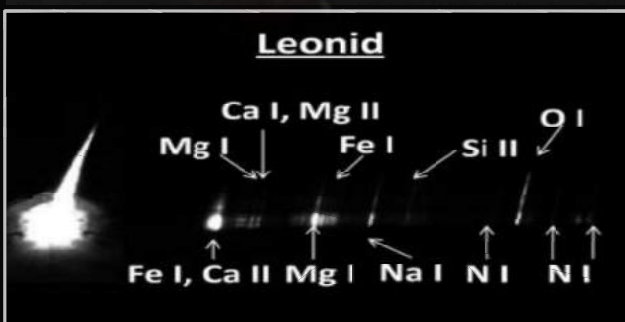 Leonid
Ca I, Mg II
Mg I
Fe I
Si II
O I
Fe I, Ca II
Mg I
Na I
N I
N I